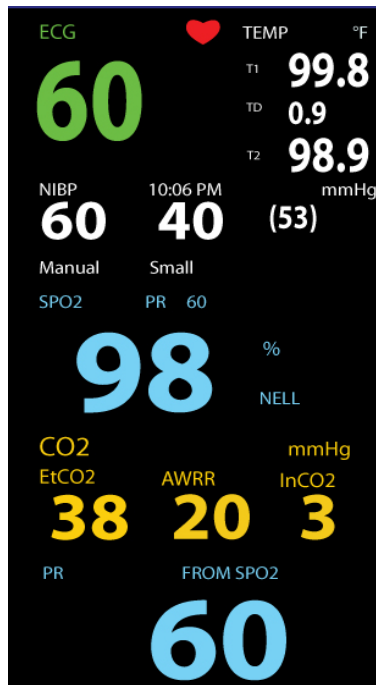 ECG
60
TEMP °F
T1 99.8
TD 0.9
T2 98.9
NIBP 10:06 PM mmHg
60 40 (53)
Manual Small
SPO2 PR 60
98 %
NELL
CO2 mmHg
EtCO2 AWRR InCO2
38 20 3
PR FROM SPO2
60